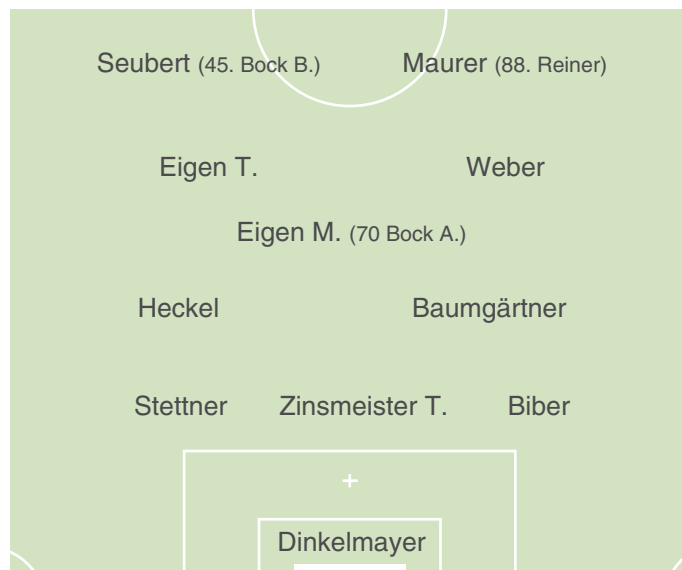 Seubert (45. Bock B.) Maurer (88. Reiner)
Eigen T. Weber
Eigen M. (70 Bock A.)
Heckel Baumgärtner
Stettner Zinsmeister T. Biber
Dinkelmayer